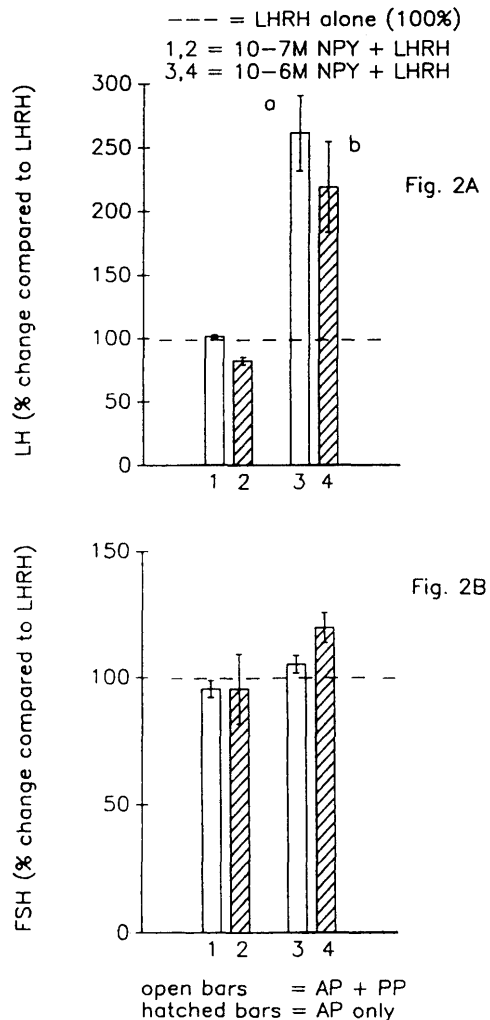 --- = LHRH alone (100%)
1,2 = 10-7M NPY + LHRH
3,4 = 10-6M NPY + LHRH
LH (% change compared to LHRH)
300
250
200
150
100
50
0
a
b
Fig. 2A
1 2 3 4
FSH (% change compared to LHRH)
150
100
50
0
Fig. 2B
1 2 3 4
open bars = AP + PP
hatched bars = AP only